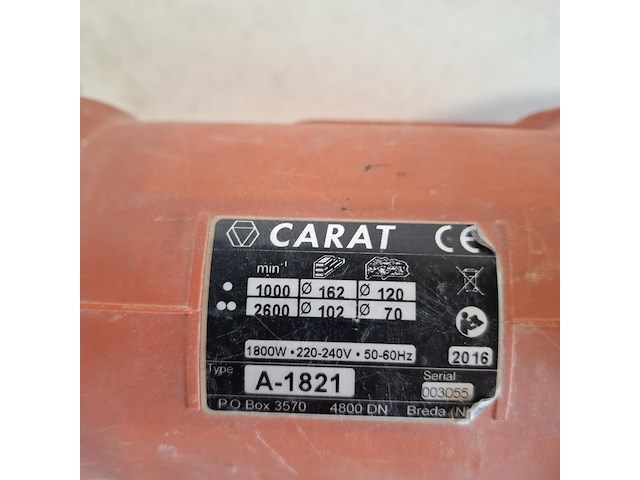 CARAT CE
min-1
1000 Ø 162 Ø 120
2600 Ø 102 Ø 70
1800W • 220-240V • 50-60Hz 2016
Type A-1821 Serial 003055
P.O Box 3570 4800 DN Breda (N